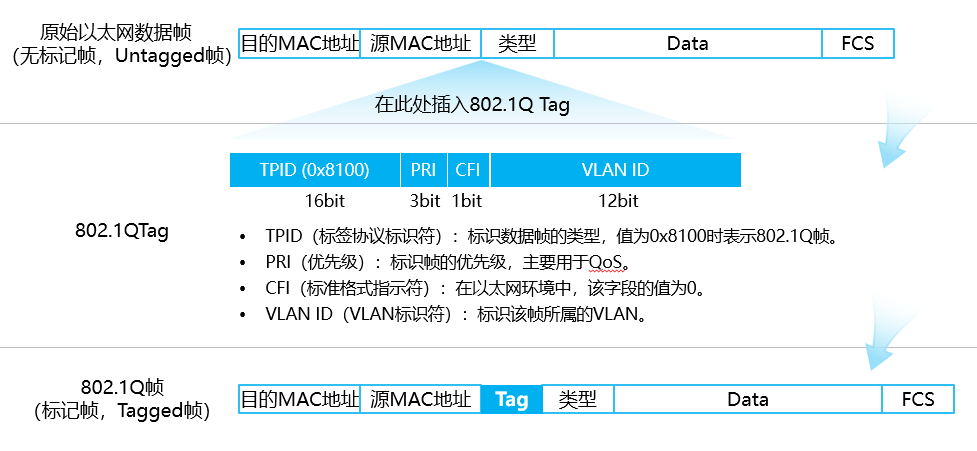 原始以太网数据帧
(无标记帧，Untagged帧)
目的MAC地址 源MAC地址 类型 Data FCS
在此处插入802.1Q Tag
TPID (0x8100) PRI CFI VLAN ID
16bit 3bit 1bit 12bit
802.1QTag
• TPID（标签协议标识符）：标识数据帧的类型，值为0x8100时表示802.1Q帧。
• PRI（优先级）：标识帧的优先级，主要用于QoS。
• CFI（标准格式指示符）：在以太网环境中，该字段的值为0。
• VLAN ID（VLAN标识符）：标识该帧所属的VLAN。
802.1Q帧
(标记帧，Tagged帧)
目的MAC地址 源MAC地址 Tag 类型 Data FCS